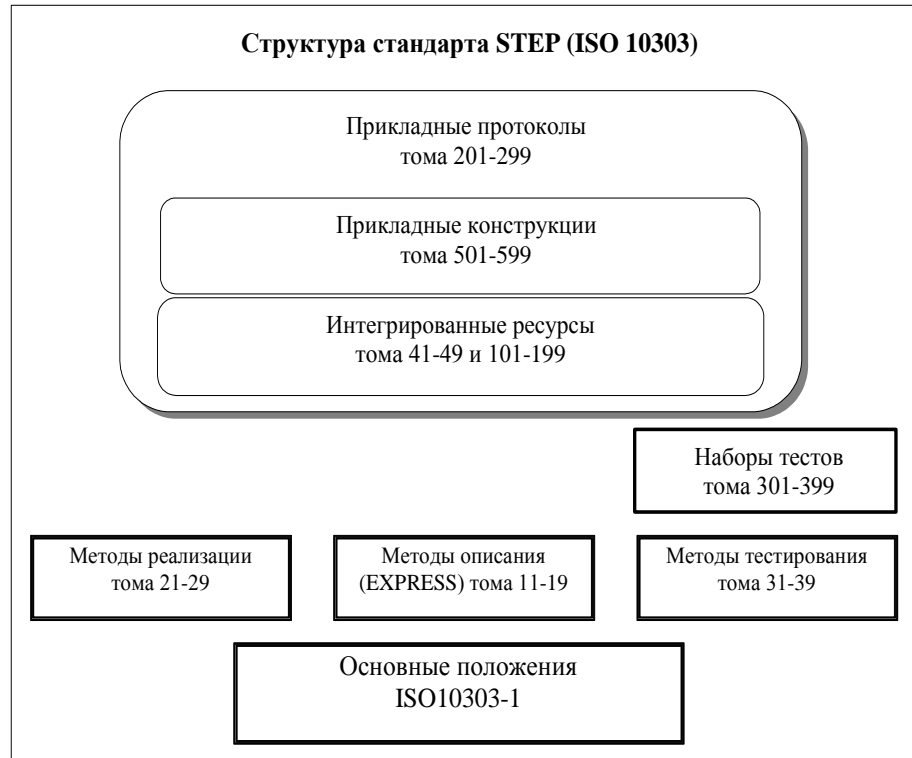 Структура стандарта STEP (ISO 10303)
Прикладные протоколы
тома 201-299
Прикладные конструкции
тома 501-599
Интегрированные ресурсы
тома 41-49 и 101-199
Наборы тестов
тома 301-399
Методы реализации
тома 21-29
Методы описания
(EXPRESS) тома 11-19
Методы тестирования
тома 31-39
Основные положения
ISO10303-1